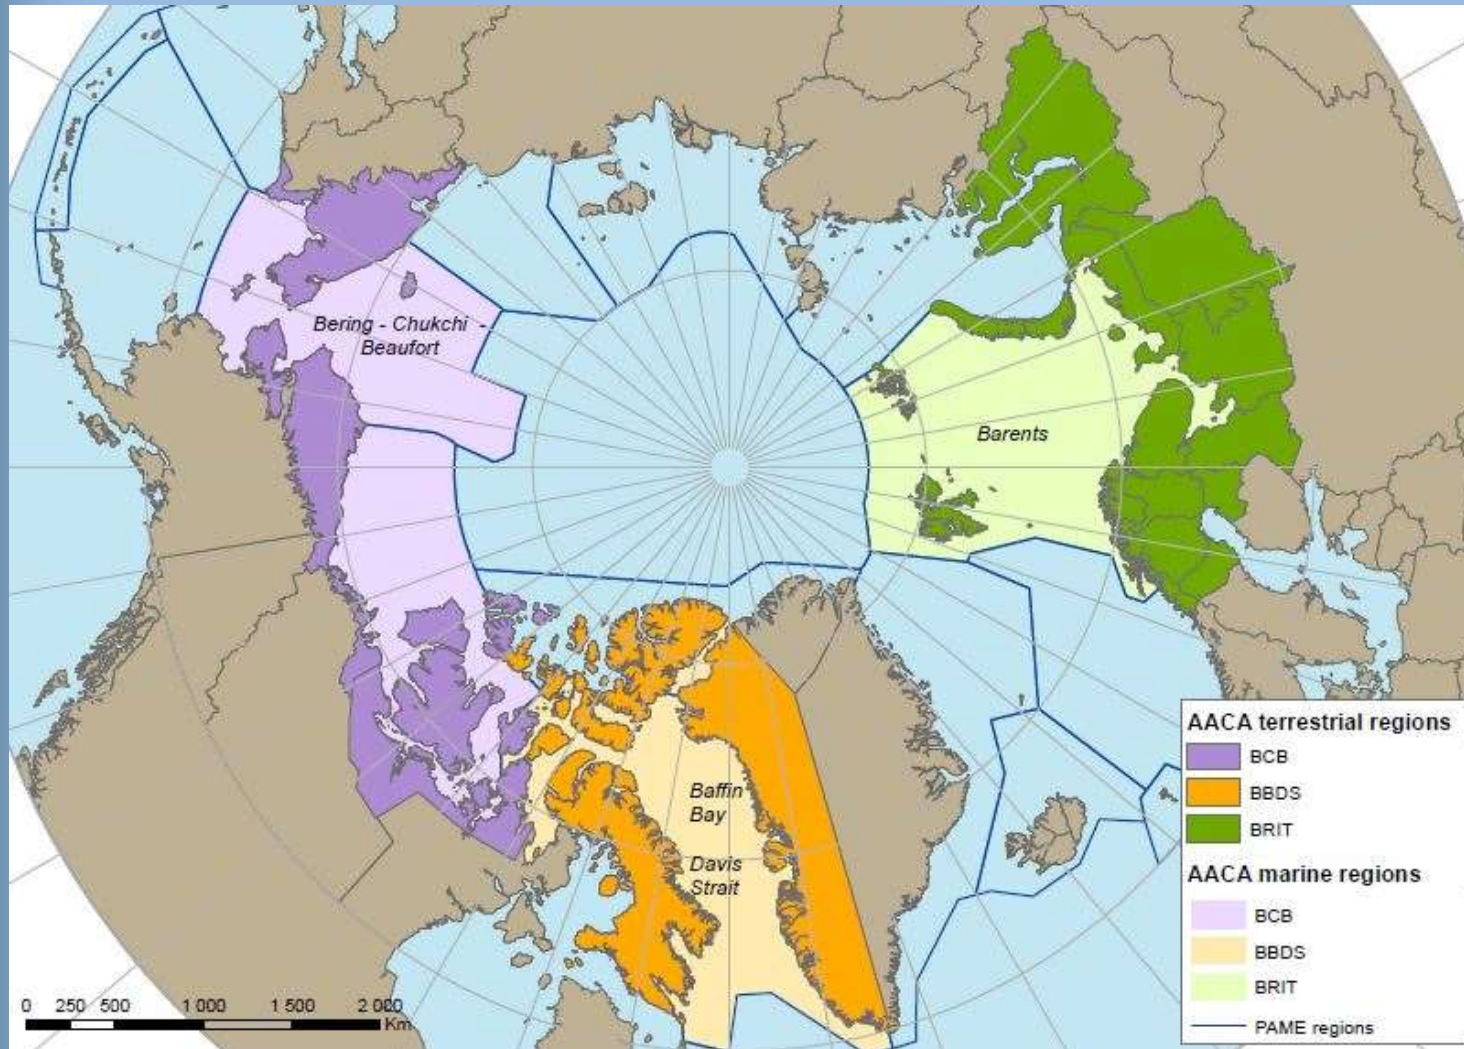 Bering - Chukchi -
Beaufort
Barents
Baffin
Bay
Davis
Strait
AACA terrestrial regions
BCB
BBDS
BRIT
AACA marine regions
BCB
BBDS
BRIT
PAME regions
0 250 500 1 000 1 500 2 000
Km